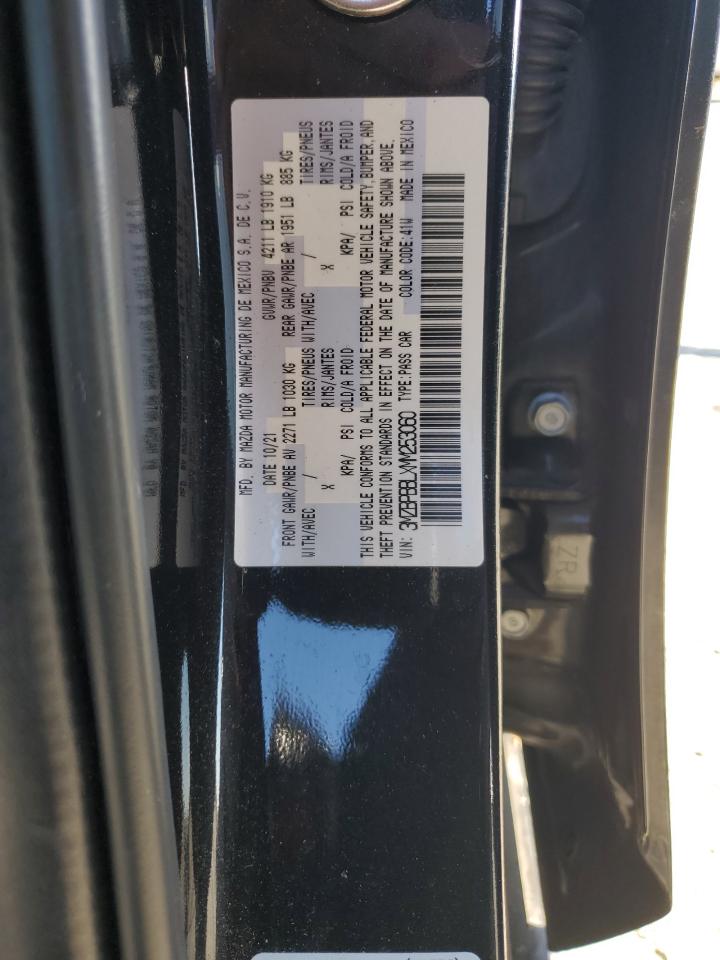 MFD. BY MAZDA MOTOR MANUFACTURING DE MEXICO S.A. DE C.V.
DATE 10/21 GVWR/PNBV 4211 LB 1910 KG
FRONT GAWR/PNBE AV 2271 LB 1030 KG REAR GAWR/PNBE AR 1951 LB 885 KG
WITH/AVEC TIRES/PNEUS WITH/AVEC / TIRES/PNEUS
X RIMS/JANTES X RIMS/JANTES
KPA/ PSI COLD/A FROID KPA/ PSI COLD/A FROID
THIS VEHICLE CONFORMS TO ALL APPLICABLE FEDERAL MOTOR VEHICLE SAFETY,BUMPER,AND
THEFT PREVENTION STANDARDS IN EFFECT ON THE DATE OF MANUFACTURE SHOWN ABOVE.
VIN: 3MZBPBBLXMM253060 TYPE:PASS CAR COLOR CODE:41W MADE IN MEXICO
ZR